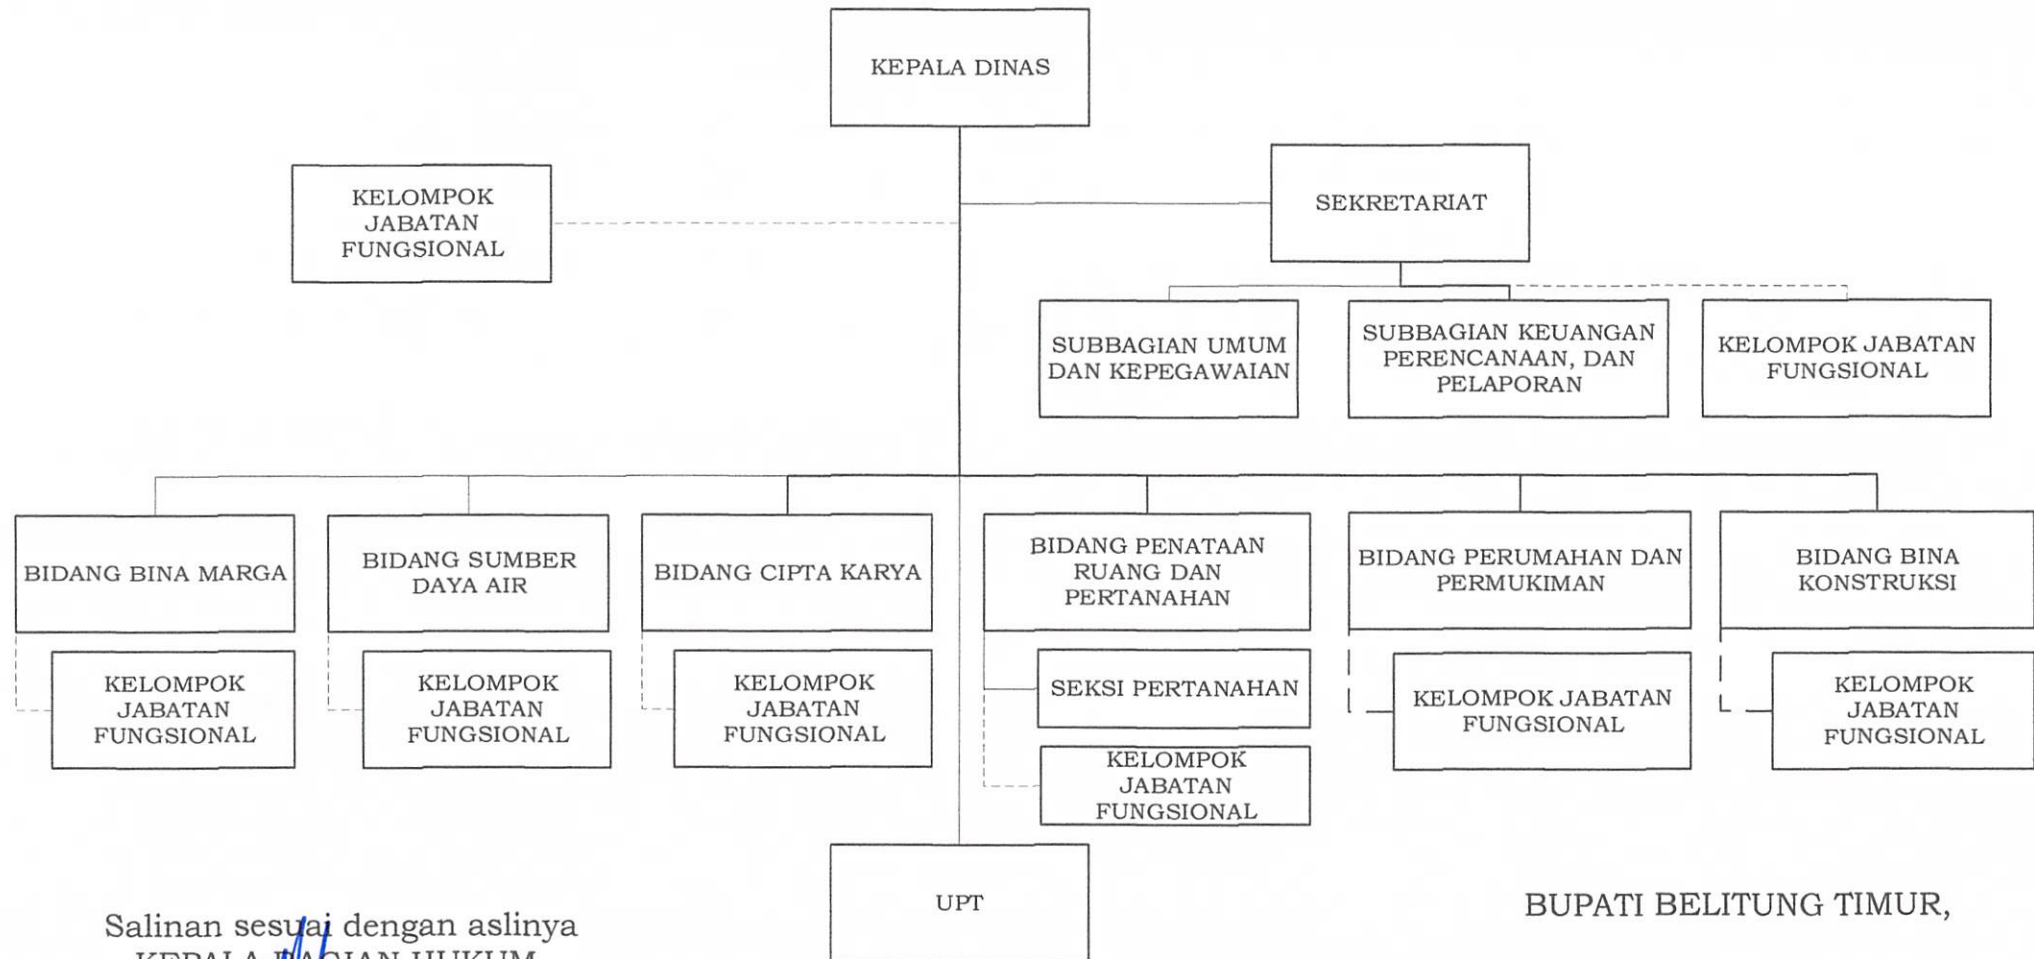 KEPALA DINAS
KELOMPOK
JABATAN
FUNGSIONAL
SEKRETARIAT
SUBBAGIAN UMUM
DAN KEPEGAWAIAN
SUBBAGIAN KEUANGAN
PERENCANAAN, DAN
PELAPORAN
KELOMPOK JABATAN
FUNGSIONAL
BIDANG BINA MARGA
BIDANG SUMBER
DAYA AIR
BIDANG CIPTA KARYA
BIDANG PENATAAN
RUANG DAN
PERTANAHAN
BIDANG PERUMAHAN DAN
PERMUKIMAN
BIDANG BINA
KONSTRUKSI
KELOMPOK
JABATAN
FUNGSIONAL
KELOMPOK
JABATAN
FUNGSIONAL
KELOMPOK
JABATAN
FUNGSIONAL
SEKSI PERTANAHAN
KELOMPOK
JABATAN
FUNGSIONAL
KELOMPOK JABATAN
FUNGSIONAL
KELOMPOK
JABATAN
FUNGSIONAL
UPT
Salinan sesuai dengan aslinya
KEPALA BAGIAN HUKUM
BUPATI BELITUNG TIMUR,